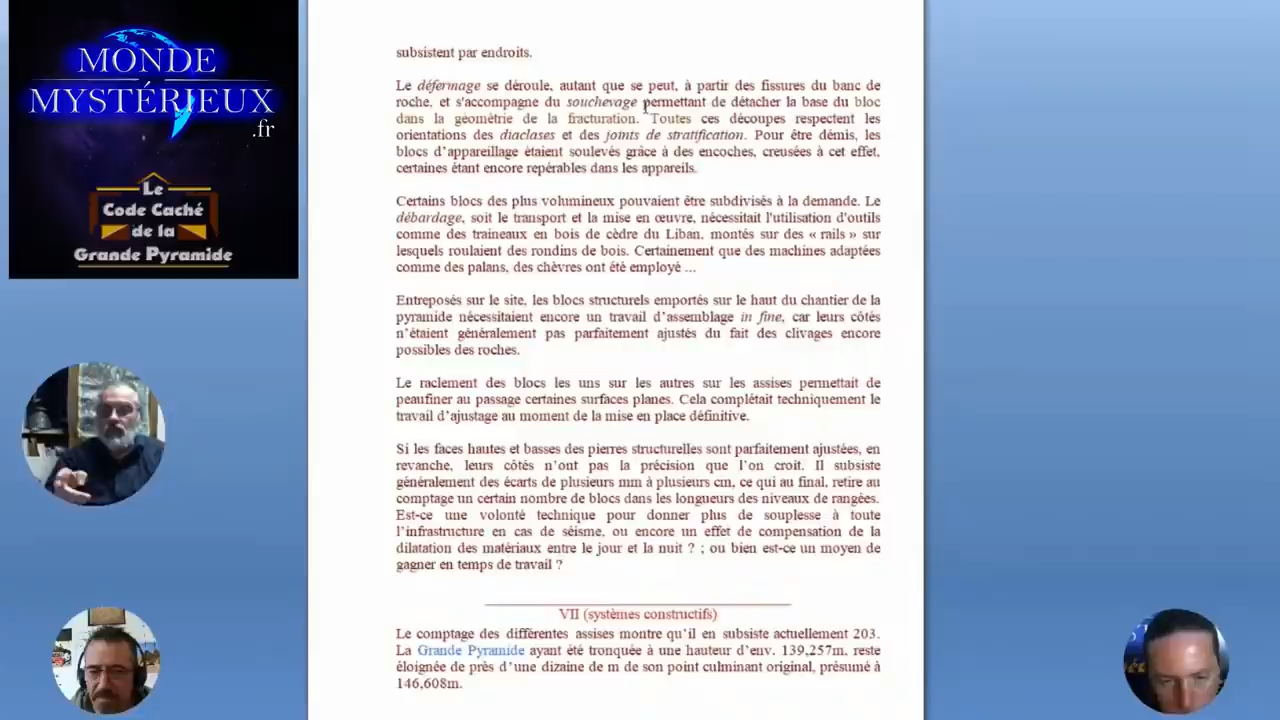 MONDE
MYSTÉRIEUX
.fr
Le
Code Caché
de la
Grande Pyramide
subsistent par endroits.
Le défermage se déroule, autant que se peut, à partir des fissures du banc de
roche, et s'accompagne du souchevage permettant de détacher la base du bloc
dans la géométrie de la fracturation. Toutes ces découpes respectent les
orientations des diaclases et des joints de stratification. Pour être démis, les
blocs d’appareillage étaient soulevés grâce à des encoches, creusées à cet effet,
certaines étant encore repérables dans les appareils.
Certains blocs des plus volumineux pouvaient être subdivisés à la demande. Le
débardage, soit le transport et la mise en œuvre, nécessitait l'utilisation d'outils
comme des traineaux en bois de cèdre du Liban, montés sur des « rails » sur
lesquels roulaient des rondins de bois. Certainement que des machines adaptées
comme des palans, des chèvres ont été employé ...
Entreposés sur le site, les blocs structurels emportés sur le haut du chantier de la
pyramide nécessitaient encore un travail d’assemblage in fine, car leurs côtés
n’étaient généralement pas parfaitement ajustés du fait des clivages encore
possibles des roches.
Le raclement des blocs les uns sur les autres sur les assises permettait de
peaufiner au passage certaines surfaces planes. Cela complétait techniquement le
travail d’ajustage au moment de la mise en place définitive.
Si les faces hautes et basses des pierres structurelles sont parfaitement ajustées, en
revanche, leurs côtés n’ont pas la précision que l’on croit. Il subsiste
généralement des écarts de plusieurs mm à plusieurs cm, ce qui au final, retire au
comptage un certain nombre de blocs dans les longueurs des niveaux de rangées.
Est-ce une volonté technique pour donner plus de souplesse à toute
l’infrastructure en cas de séisme, ou encore un effet de compensation de la
dilatation des matériaux entre le jour et la nuit ? ; ou bien est-ce un moyen de
gagner en temps de travail ?
VII (systèmes constructifs)
Le comptage des différentes assises montre qu’il en subsiste actuellement 203.
La Grande Pyramide ayant été tronquée à une hauteur d’env. 139,257m, reste
éloignée de près d’une dizaine de m de son point culminant original, présumé à
146,608m.